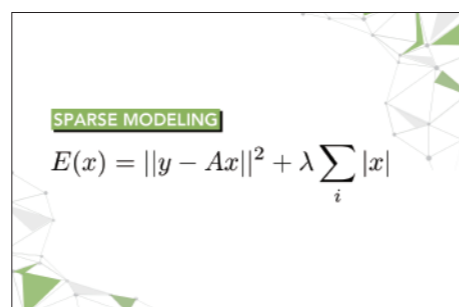 SPARSE MODELING
E(x) = ||y − Ax||² + λ∑ᵢ|x|